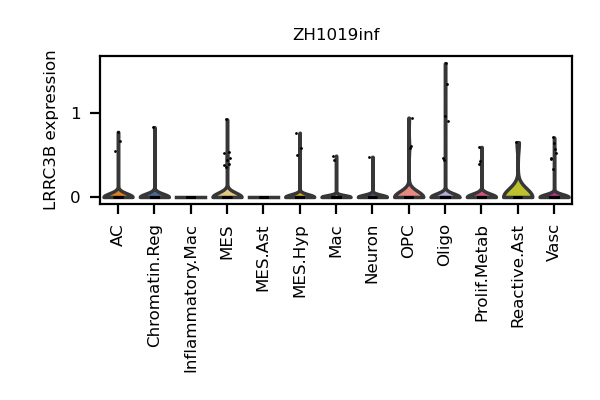 ZH1019inf
LRRC3B expression
1
0
AC
Chromatin.Reg
Inflammatory.Mac
MES
MES.Ast
MES.Hyp
Mac
Neuron
OPC
Oligo
Prolif.Metab
Reactive.Ast
Vasc